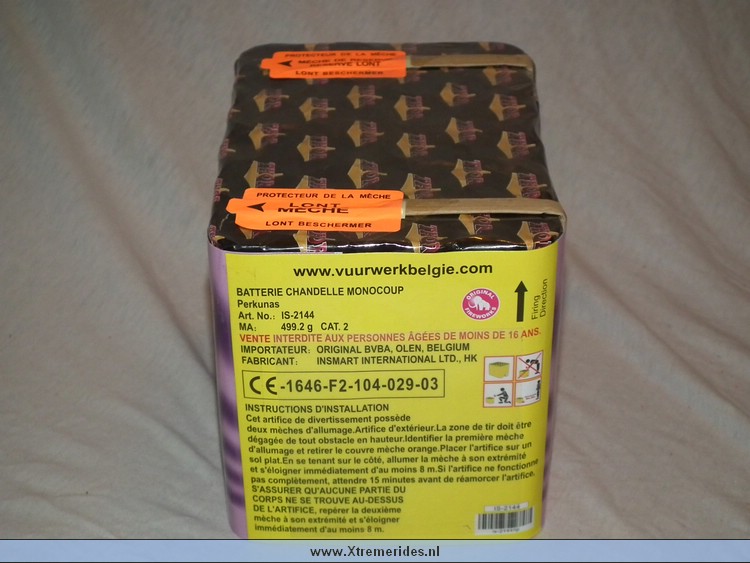 PROTECTEUR DE LA MÈCHE
MÈCHE DE RÉSERVE
RESERVE LONT
LONT BESCHERMER
PROTECTEUR DE LA MÈCHE
LONT
MÈCHE
LONT BESCHERMER
www.vuurwerkbelgie.com
BATTERIE CHANDELLE MONOCOUP
Perkunas
Art. No.: IS-2144
MA: 499.2 g CAT. 2
VENTE INTERDITE AUX PERSONNES ÂGÉES DE MOINS DE 16 ANS.
IMPORTATEUR: ORIGINAL BVBA, OLEN, BELGIUM
FABRICANT: INSMART INTERNATIONAL LTD., HK
ORIGINAL
FIREWORKS
Firing
Direction
CE-1646-F2-104-029-03
INSTRUCTIONS D'INSTALLATION
Cet artifice de divertissement possède
deux mèches d'allumage.Artifice d'extérieur.La zone de tir doit être
dégagée de tout obstacle en hauteur.Identifier la première mèche
d'allumage et retirer le couvre mèche orange.Placer l'artifice sur un
sol plat.En se tenant sur le côté, allumer la mèche à son extrémité
et s'éloigner immédiatement d'au moins 8 m.Si l'artifice ne fonctionne
pas complètement, attendre 15 minutes avant de réamorcer l'artifice.
S'ASSURER QU'AUCUNE PARTIE DU
CORPS NE SE TROUVE AU-DESSUS
DE L'ARTIFICE, repérer la deuxième
mèche à son extrémité et s'éloigner
immédiatement d'au moins 8 m.
IS-2144
www.Xtremerides.nl